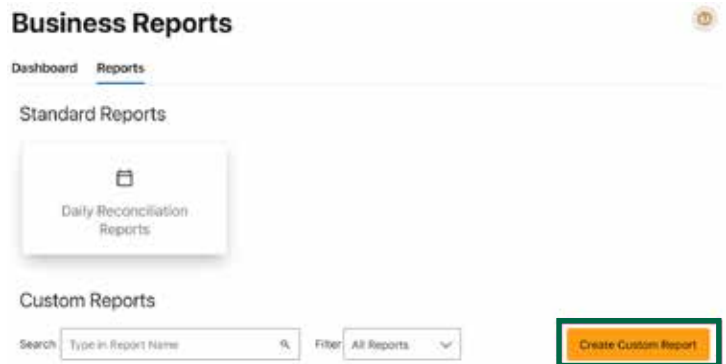 Business Reports
Dashboard Reports
Standard Reports
Daily Reconciliation
Reports
Custom Reports
Search Type in Report Name Filter All Reports Create Custom Report